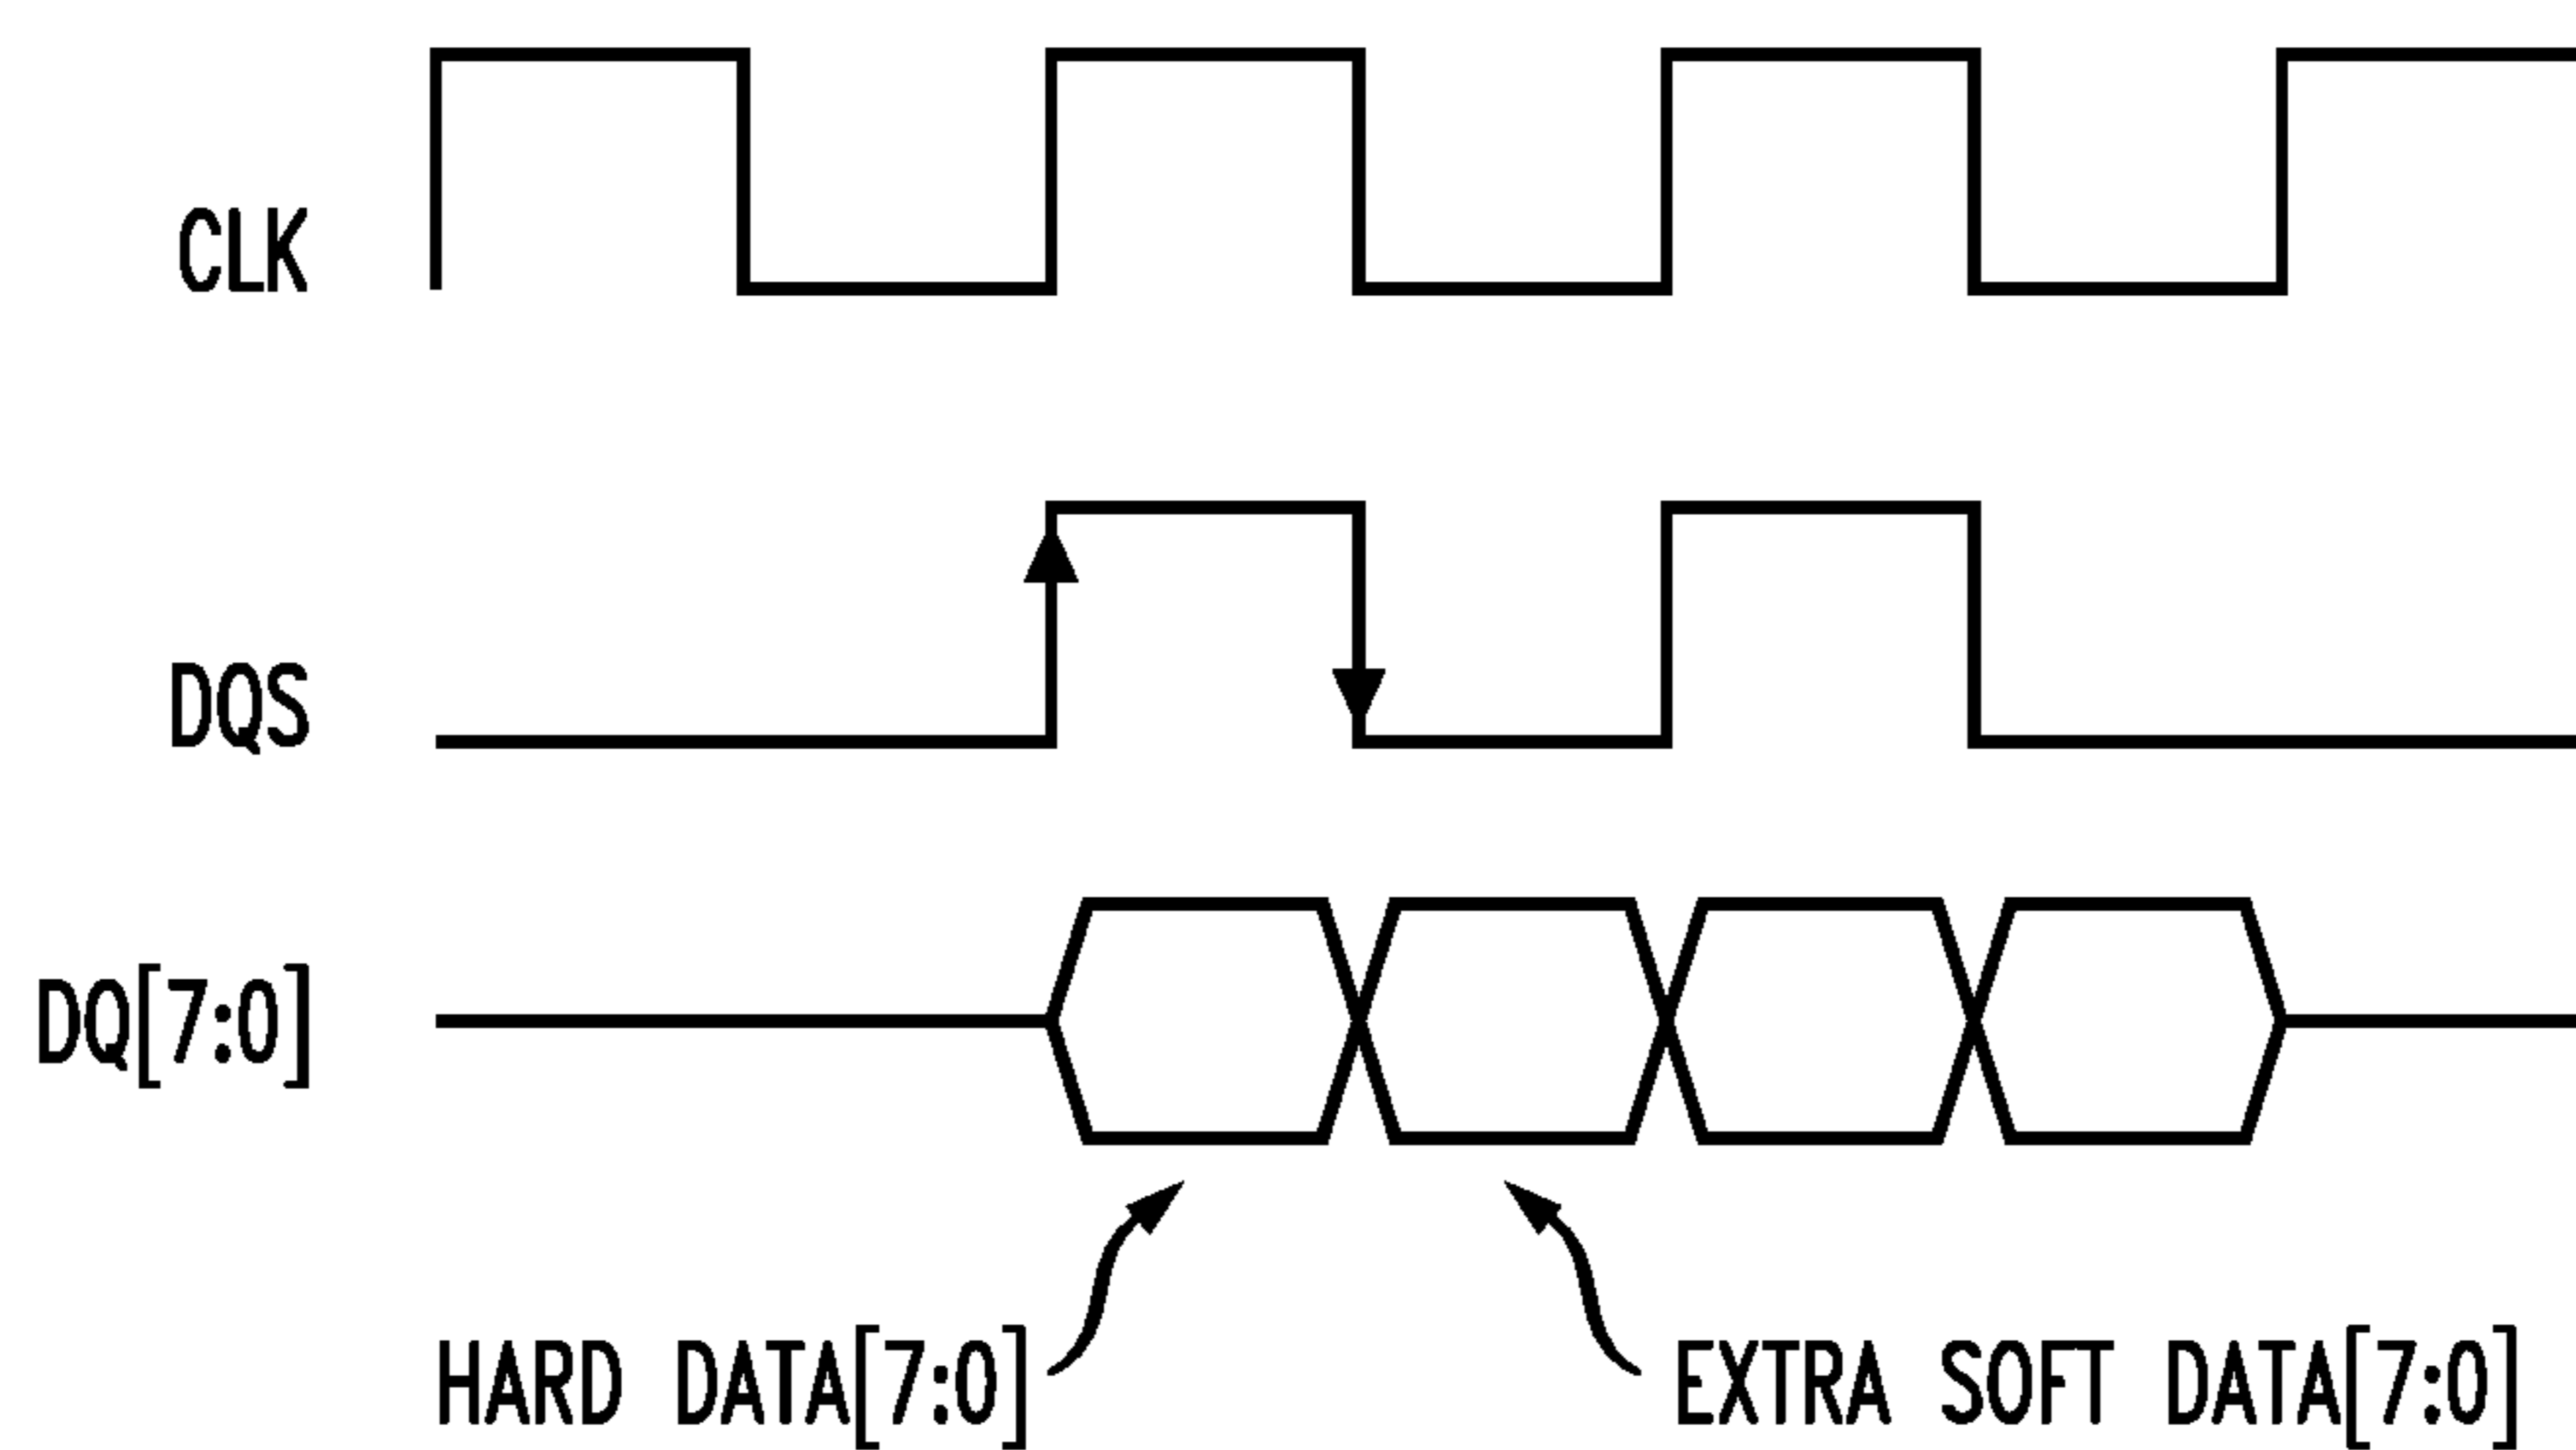 CLK
DQS
DQ[7:0]
HARD DATA[7:0]
EXTRA SOFT DATA[7:0]